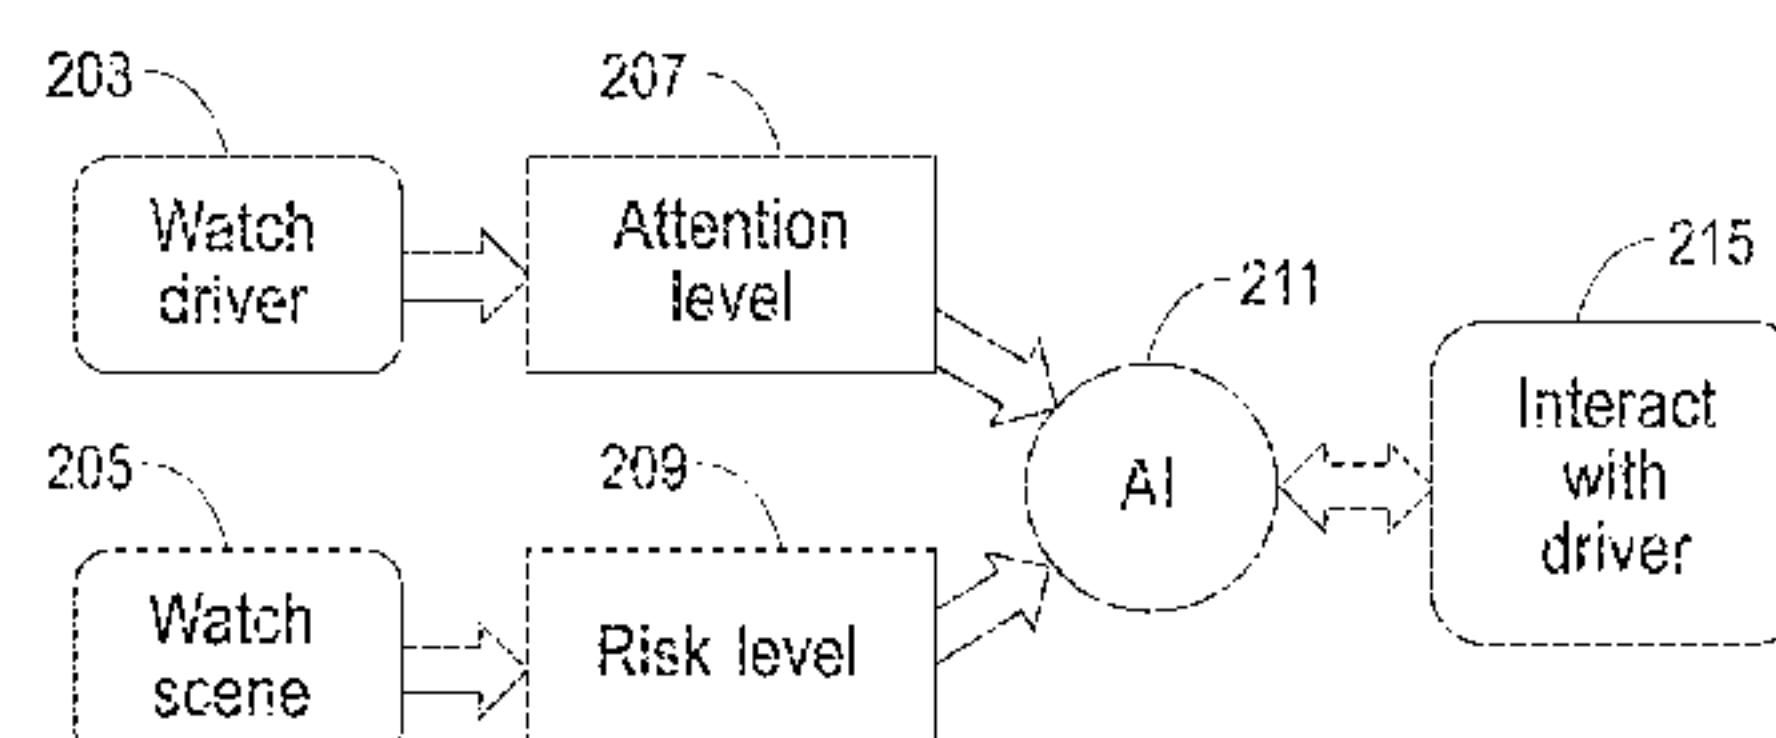 203
207
Watch
driver
Attention
level
211
215
AI
Interact
with
driver
205
209
Watch
scene
Risk level